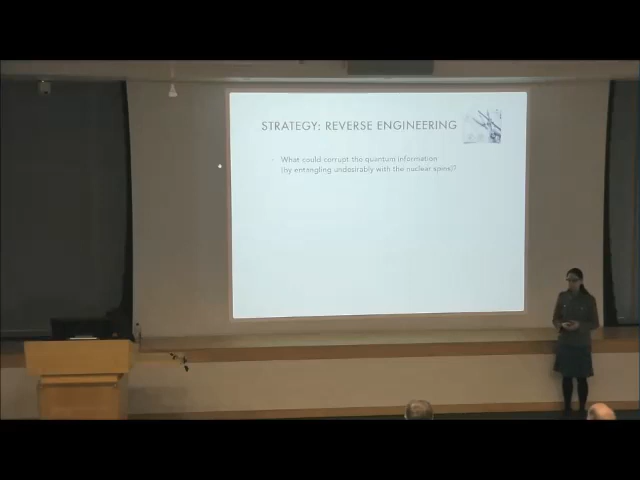 STRATEGY: REVERSE ENGINEERING
What could corrupt the quantum information
(by entangling undesirably with the nuclear spins)?